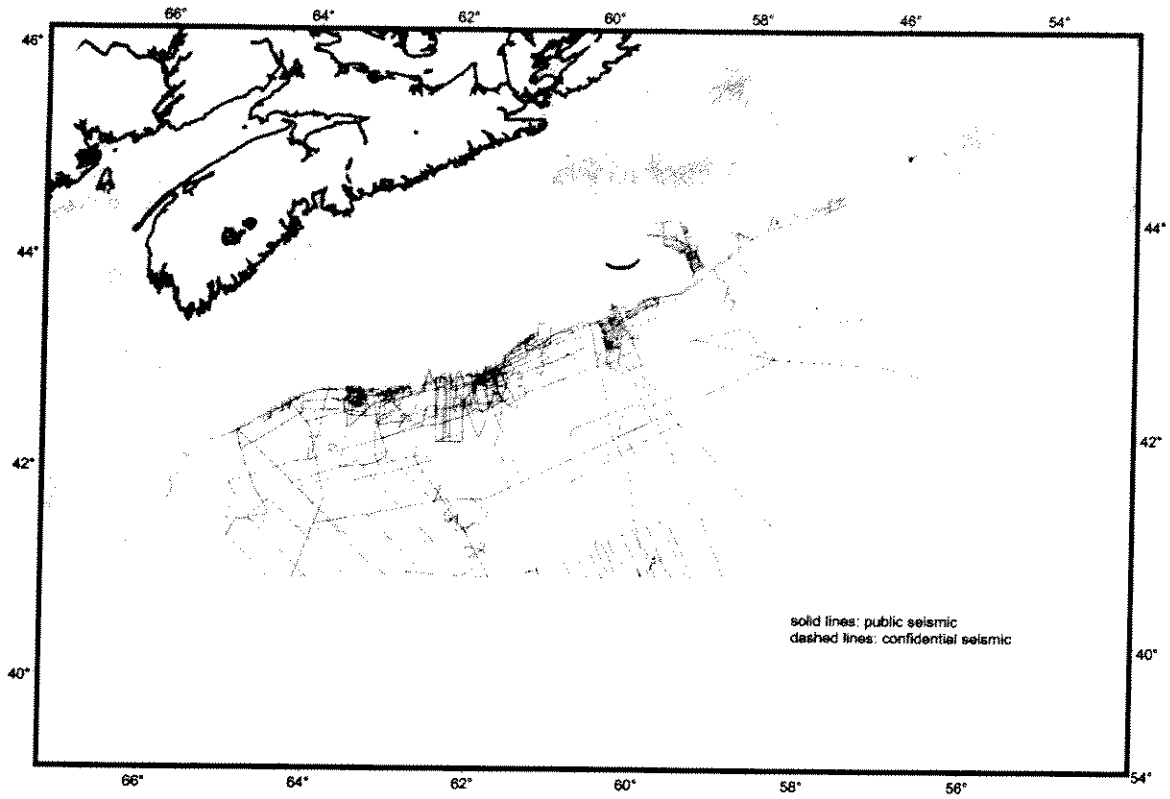 66° 64° 62° 60° 58° 46° 54°
46°
44° 44°
42° 42°
40° 40°
solid lines: public seismic
dashed lines: confidential seismic
54°
66° 64° 62° 60° 58° 56°